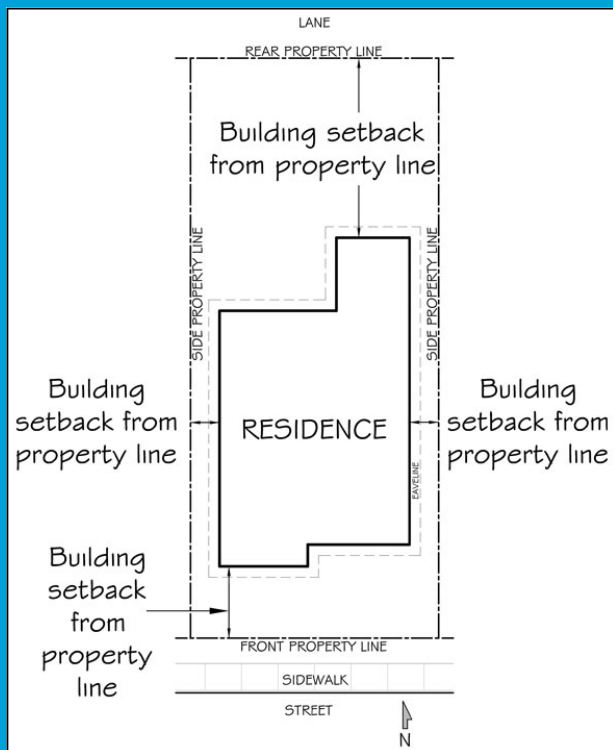 LANE
REAR PROPERTY LINE
Building setback
from property line
SIDE PROPERTY LINE
SIDE PROPERTY LINE
Building
setback from
property line
RESIDENCE
Building
setback from
property line
EAVELINE
Building
setback
from
property
line
FRONT PROPERTY LINE
SIDEWALK
STREET
N